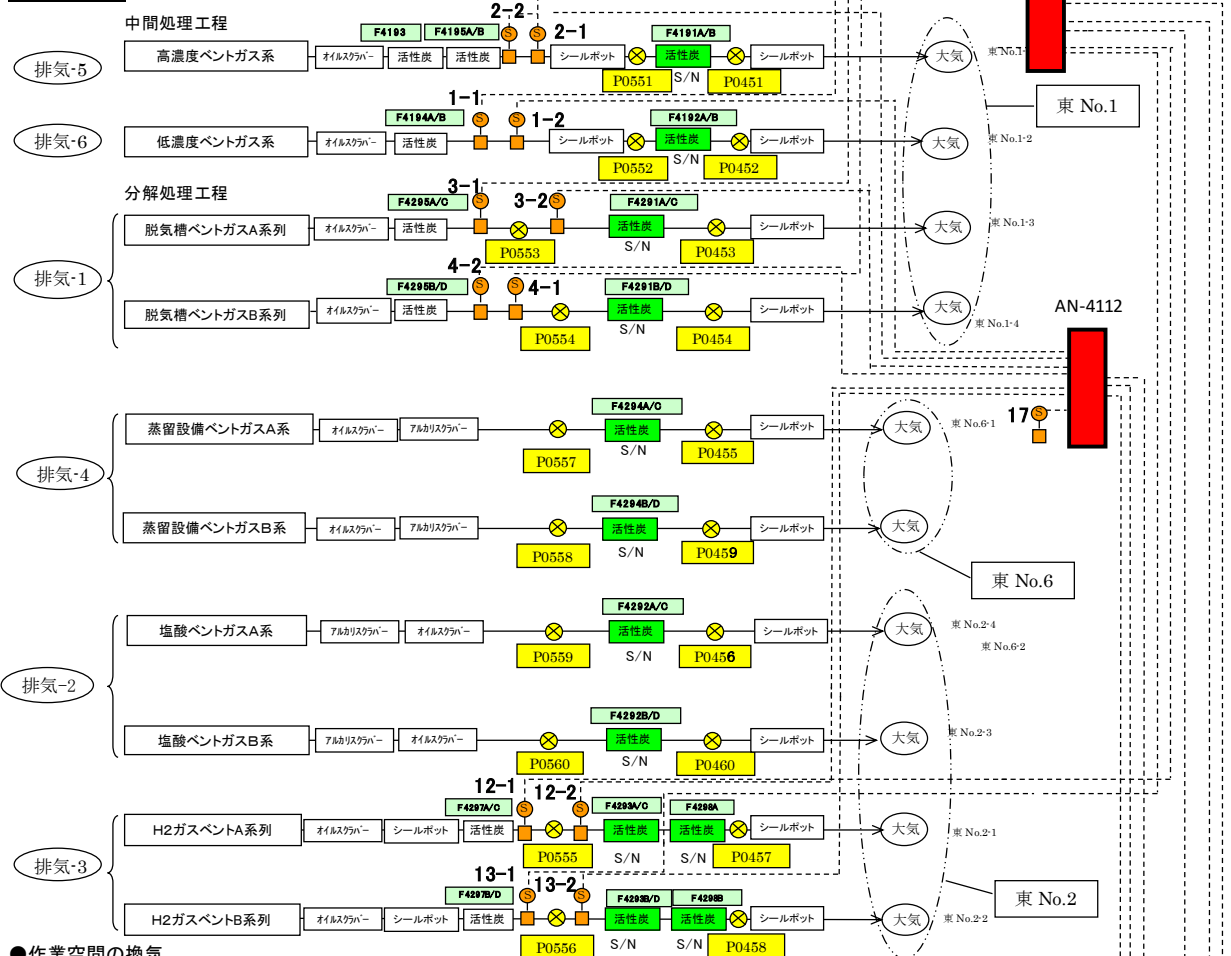 中間処理工程
2-2
F4193
F4195A/B
S
S
2-1
F4191A/B
排気-5
高濃度ベントガス系
オイルスクラバー
活性炭
活性炭
シールポット
活性炭
シールポット
大気
東 No.1-
P0551
S/N
P0451
東 No.1
1-1
F4194A/B
S
S
1-2
F4192A/B
排気-6
低濃度ベントガス系
オイルスクラバー
活性炭
シールポット
活性炭
シールポット
大気
東 No.1-2
P0552
S/N
P0452
分解処理工程
3-1
F4295A/C
S
3-2
S
F4291A/C
脱気槽ベントガスA系列
オイルスクラバー
活性炭
活性炭
シールポット
大気
東 No.1-3
P0553
S/N
P0453
排気-1
4-2
F4295B/D
S
S
4-1
F4291B/D
脱気槽ベントガスB系列
オイルスクラバー
活性炭
活性炭
シールポット
大気
東 No.1-4
P0554
S/N
P0454
AN-4112
17
S
F4294A/C
蒸留設備ベントガスA系
オイルスクラバー
アルカリスクラバー
活性炭
シールポット
大気
東 No.6-1
P0557
S/N
P0455
排気-4
F4294B/D
蒸留設備ベントガスB系
オイルスクラバー
アルカリスクラバー
活性炭
シールポット
大気
P0558
S/N
P0459
東 No.6
F4292A/C
塩酸ベントガスA系
アルカリスクラバー
オイルスクラバー
活性炭
シールポット
大気
東 No.2-4
東 No.6-2
P0559
S/N
P0456
排気-2
F4292B/D
塩酸ベントガスB系
アルカリスクラバー
オイルスクラバー
活性炭
シールポット
大気
東 No.2-3
P0560
S/N
P0460
12-1
12-2
F4297A/C
S
S
F4293A/C
F4298A
H2ガスベントA系列
オイルスクラバー
シールポット
活性炭
活性炭
活性炭
シールポット
大気
東 No.2-1
P0555
S/N
S/N
P0457
排気-3
13-1
13-2
F4297B/D
S
S
F4293B/D
F4298B
H2ガスベントB系列
オイルスクラバー
シールポット
活性炭
活性炭
活性炭
シールポット
大気
東 No.2-2
東 No.2
P0556
S/N
S/N
P0458
●作業空間の換気